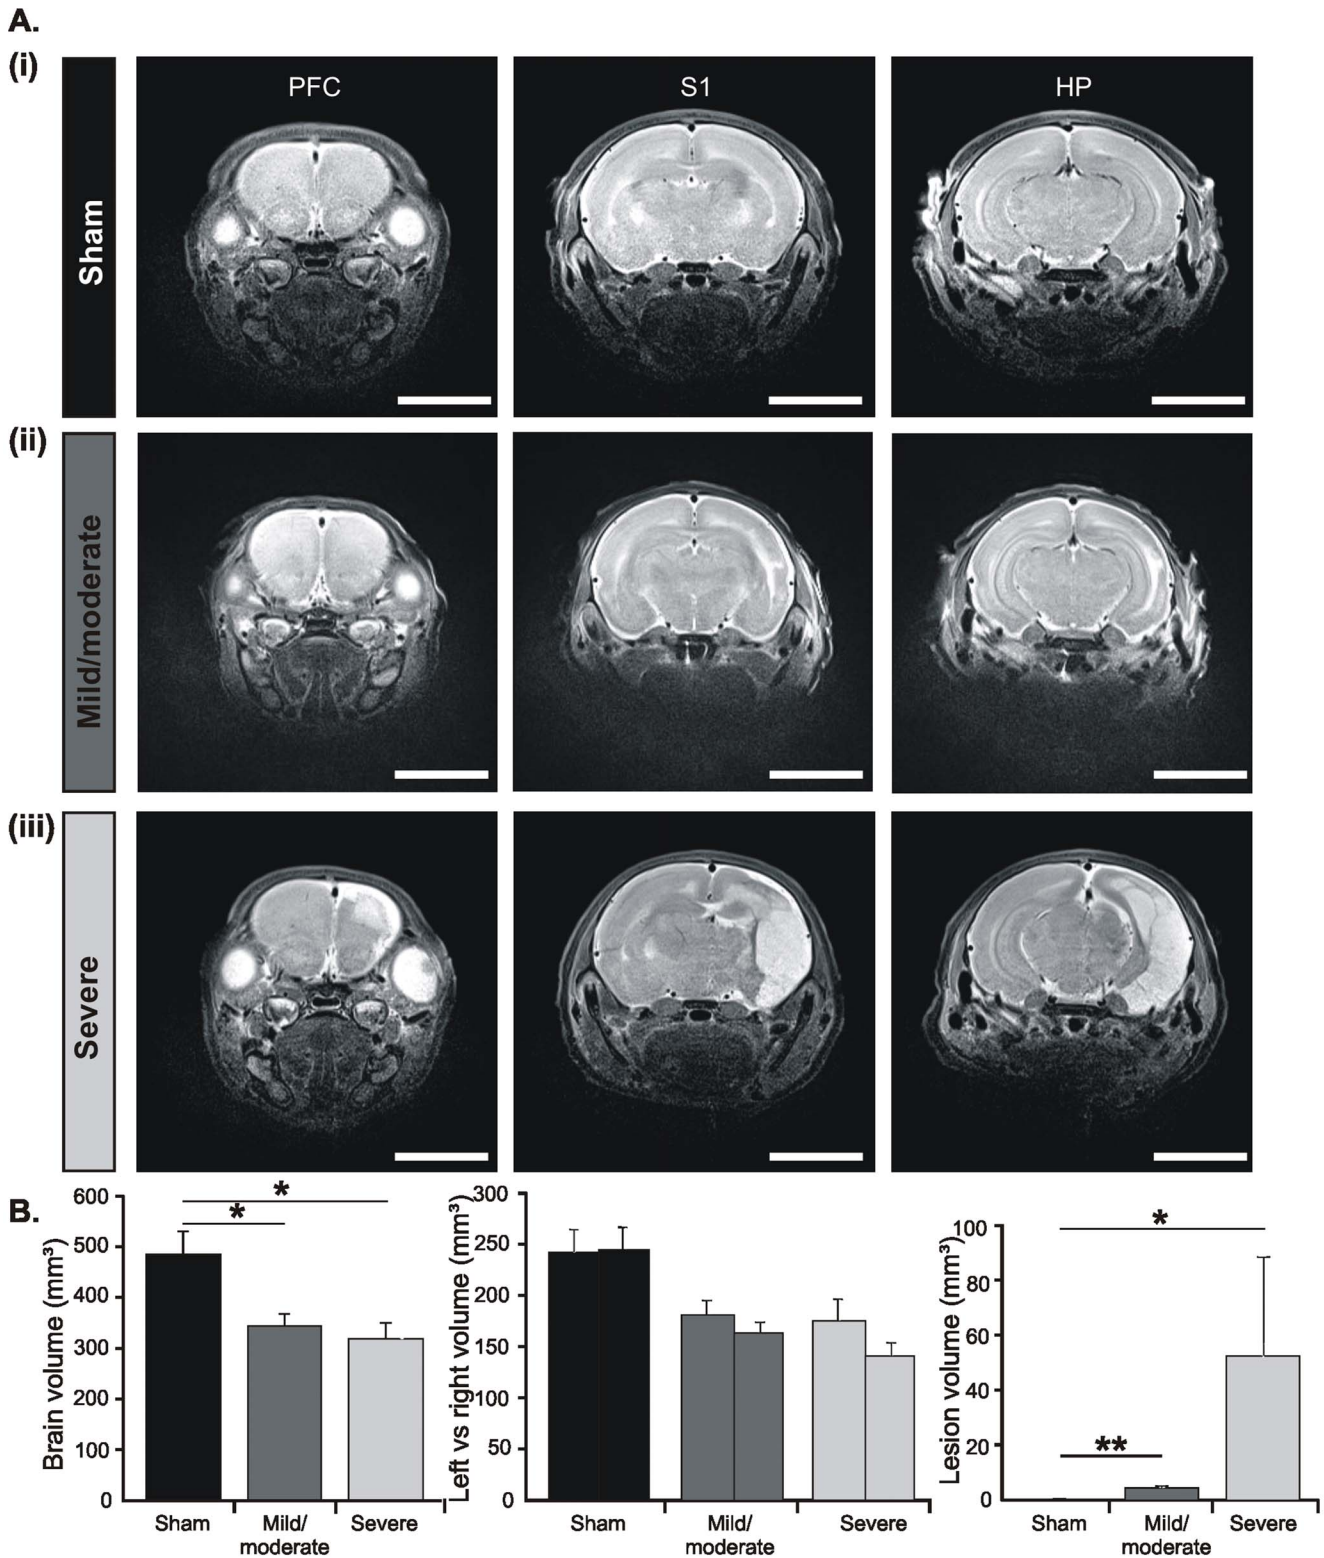 A.
(i)
Sham
PFC
S1
HP
(ii)
Mild/moderate
(iii)
Severe
B.
Brain volume (mm³)
600
500
400
300
200
100
0
*
*
Sham
Mild/
moderate
Severe
Left vs right volume (mm³)
300
250
200
150
100
50
0
Sham
Mild/
moderate
Severe
Lesion volume (mm³)
100
80
60
40
20
0
*
**
Sham
Mild/
moderate
Severe